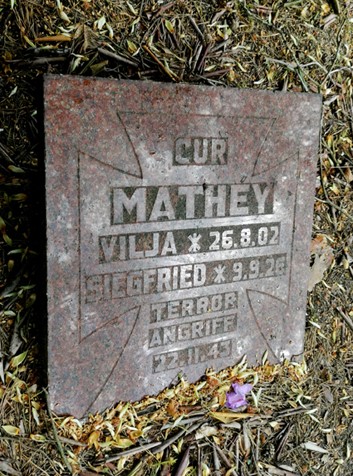 CUR
MATHEY
VILJA * 26.8.02
SIEGFRIED * 9.9.26
TERROR
ANGRIFF
22.11.43